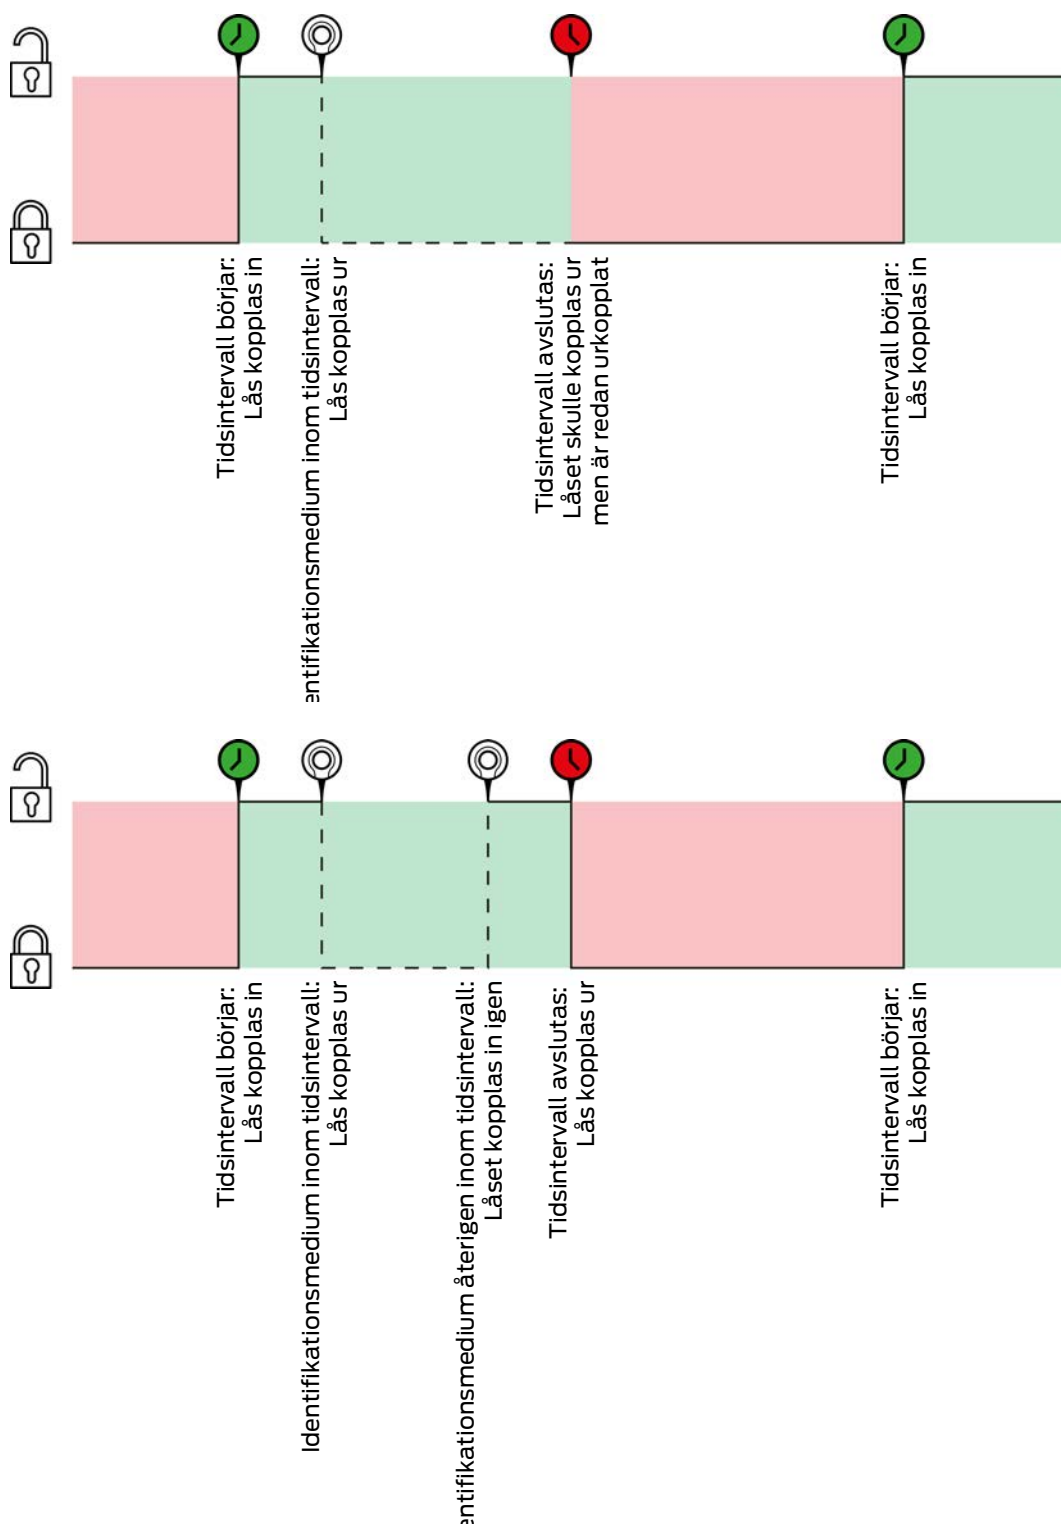 Tidsintervall börjar:
Lås kopplas in
entifikationsmedium inom tidsintervall:
Lås kopplas ur
Tidsintervall avslutas:
Låset skulle kopplas ur
men är redan urkopplat
Tidsintervall börjar:
Lås kopplas in
Tidsintervall börjar:
Lås kopplas in
Identifikationsmedium inom tidsintervall:
Lås kopplas ur
entifikationsmedium återigen inom tidsintervall:
Låset kopplas in igen
Tidsintervall avslutas:
Lås kopplas ur
Tidsintervall börjar:
Lås kopplas in